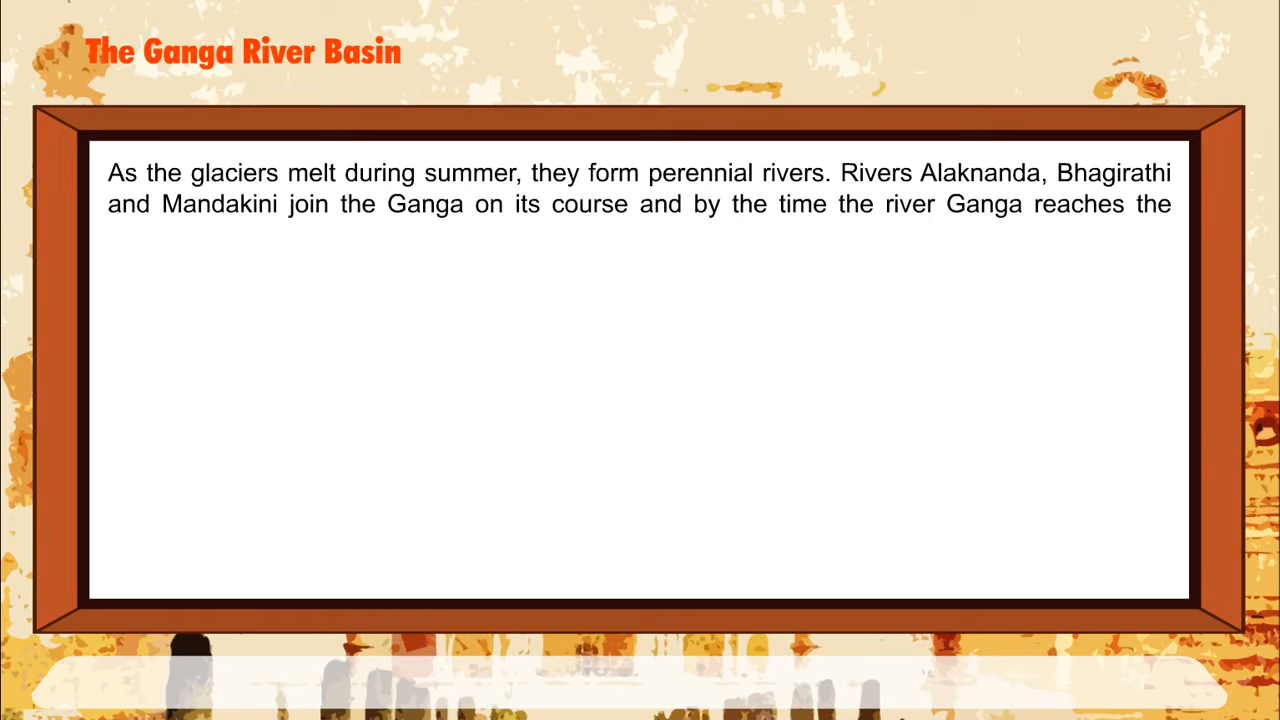 The Ganga River Basin
As the glaciers melt during summer, they form perennial rivers. Rivers Alaknanda, Bhagirathi
and Mandakini join the Ganga on its course and by the time the river Ganga reaches the